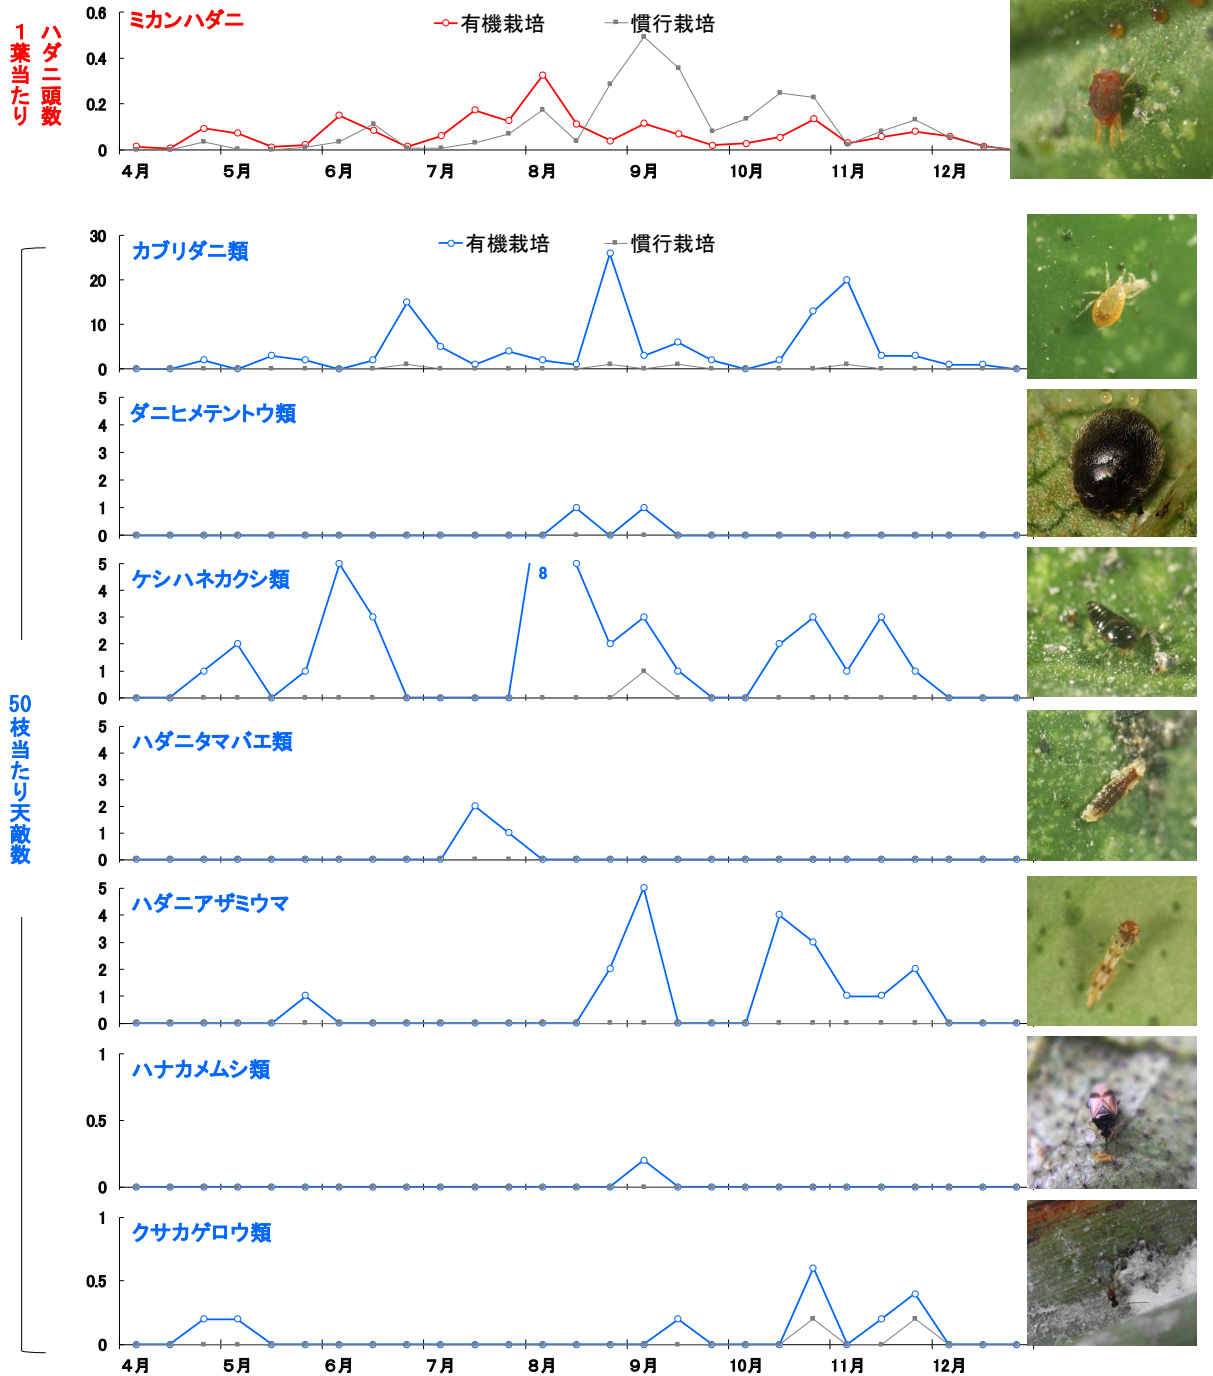 ミカンハダニ
有機栽培
慣行栽培
1葉当たり
ハダニ頭数
0.6
0.4
0.2
0
4月 5月 6月 7月 8月 9月 10月 11月 12月
カブリダニ類
有機栽培
慣行栽培
30
20
10
0
ダニヒメテントウ類
5
4
3
2
1
0
ケシハネカクシ類
8
5
4
3
2
1
0
50枝当たり天敵数
ハダニタマバエ類
5
4
3
2
1
0
ハダニアザミウマ
5
4
3
2
1
0
ハナカメムシ類
1
0.5
0
クサカゲロウ類
1
0.5
0
4月 5月 6月 7月 8月 9月 10月 11月 12月